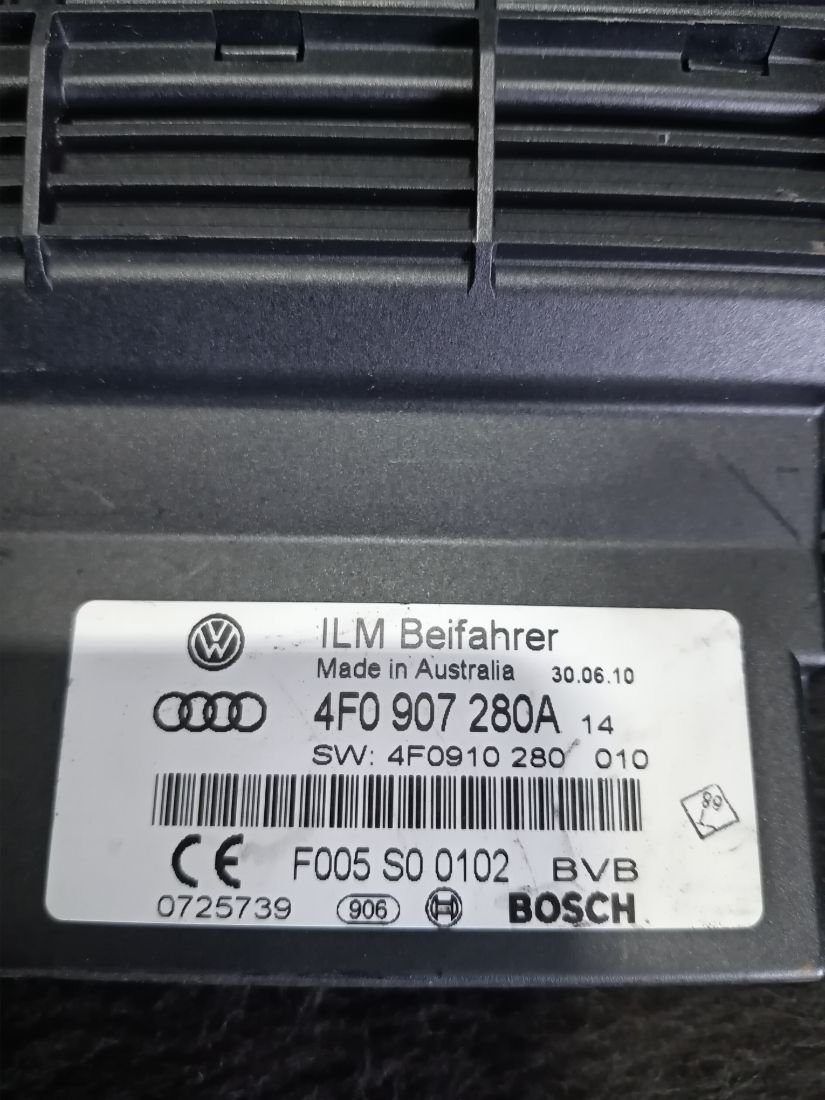 ILM Beifahrer
Made in Australia 30.06.10
4F0 907 280A 14
SW: 4F0910 280 010
CE F005 S0 0102 BVB
0725739 906 BOSCH